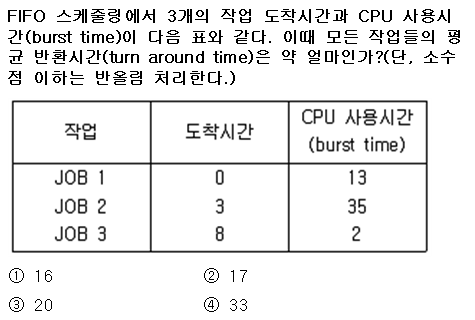 FIFO 스케줄링에서 3개의 작업 도착시간과 CPU 사용시
간(burst time)이 다음 표와 같다. 이때 모든 작업들의 평
균 반환시간(turn around time)은 약 얼마인가?(단, 소수
점 이하는 반올림 처리한다.)
작업 도착시간 CPU 사용시간
(burst time)
JOB 1 0 13
JOB 2 3 35
JOB 3 8 2
① 16 ② 17
③ 20 ④ 33